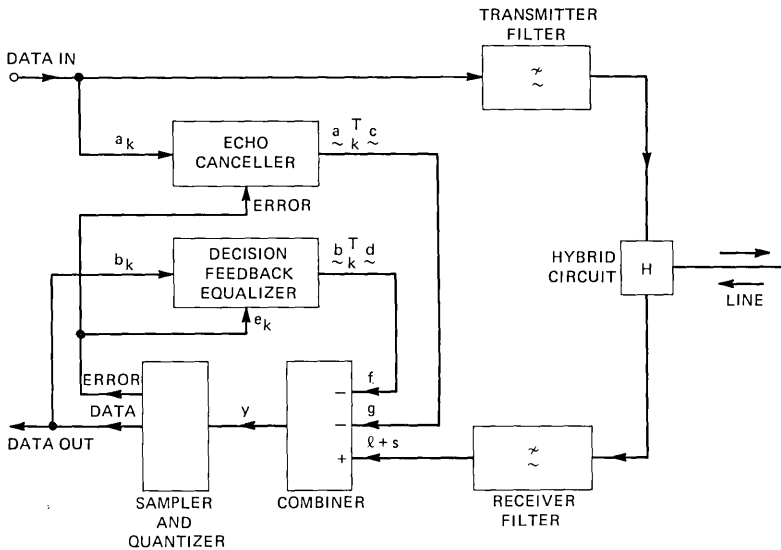 TRANSMITTER
FILTER
DATA IN
a k
ECHO
CANCELLER
a T k c
ERROR
b k
DECISION
FEEDBACK
EQUALIZER
b T k d
e k
HYBRID
CIRCUIT
H
LINE
ERROR
DATA
DATA OUT
y
f
g
ℓ + s
−
−
+
SAMPLER
AND
QUANTIZER
COMBINER
RECEIVER
FILTER